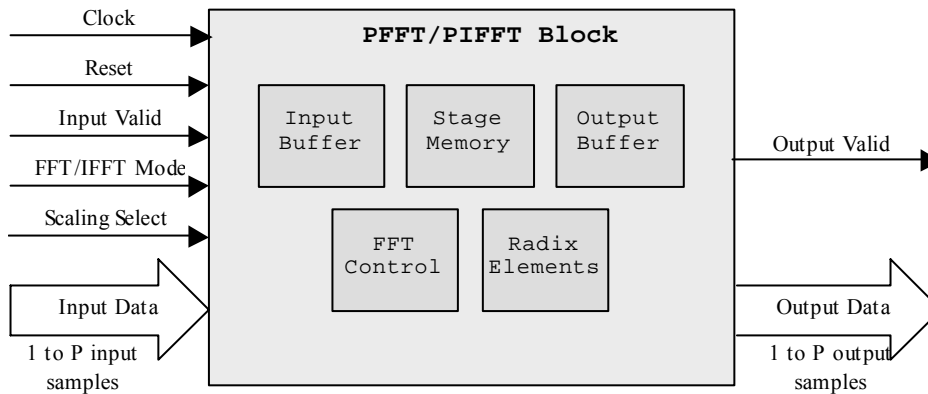 Clock
Reset
Input Valid
FFT/IFFT Mode
Scaling Select
Input Data
1 to P input
samples
PFFT/PIFFT Block
Input
Buffer
Stage
Memory
Output
Buffer
FFT
Control
Radix
Elements
Output Valid
Output Data
1 to P output
samples